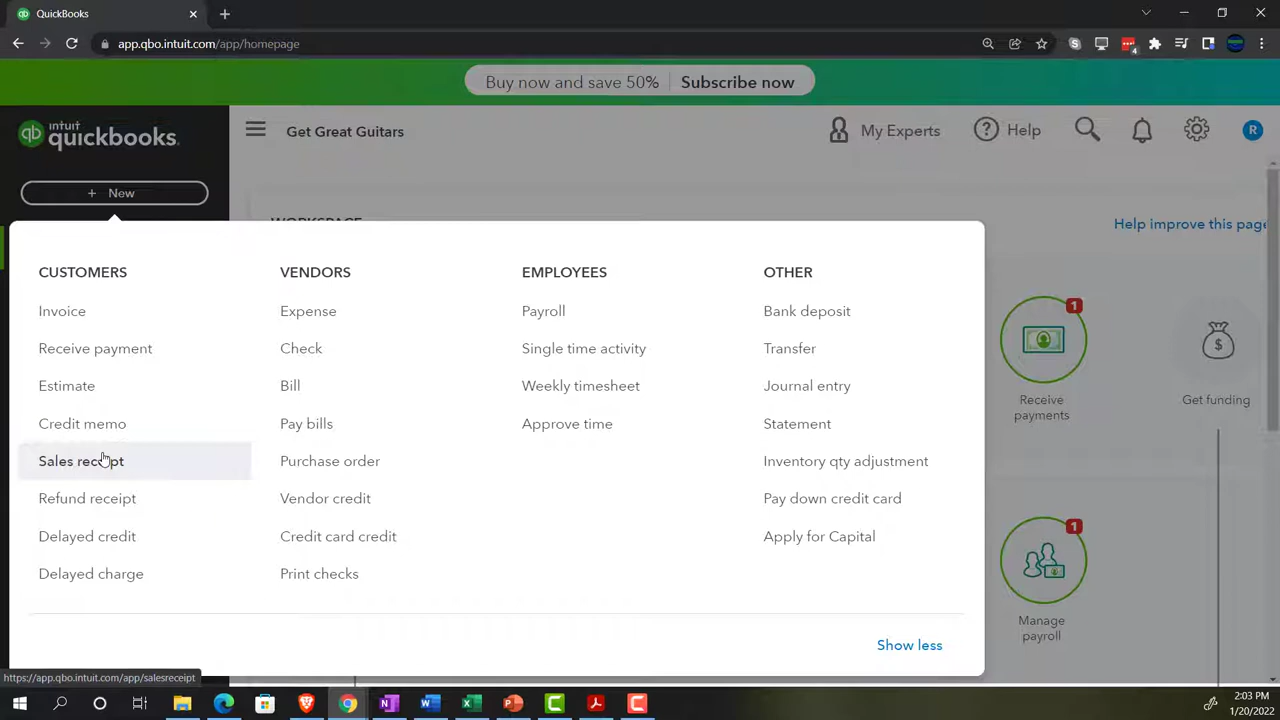 QuickBooks
app.qbo.intuit.com/app/homepage
4
Buy now and save 50% Subscribe now
intuit
quickbooks.
Get Great Guitars
My Experts
Help
R
+ New
Help improve this page
CUSTOMERS
Invoice
Receive payment
Estimate
Credit memo
Sales receipt
Refund receipt
Delayed credit
Delayed charge
VENDORS
Expense
Check
Bill
Pay bills
Purchase order
Vendor credit
Credit card credit
Print checks
EMPLOYEES
Payroll
Single time activity
Weekly timesheet
Approve time
OTHER
Bank deposit
Transfer
Journal entry
Statement
Inventory qty adjustment
Pay down credit card
Apply for Capital
Show less
1
Receive
payments
Get funding
1
Manage
payroll
https://app.qbo.intuit.com/app/salesreceipt
2:03 PM
1/20/2022